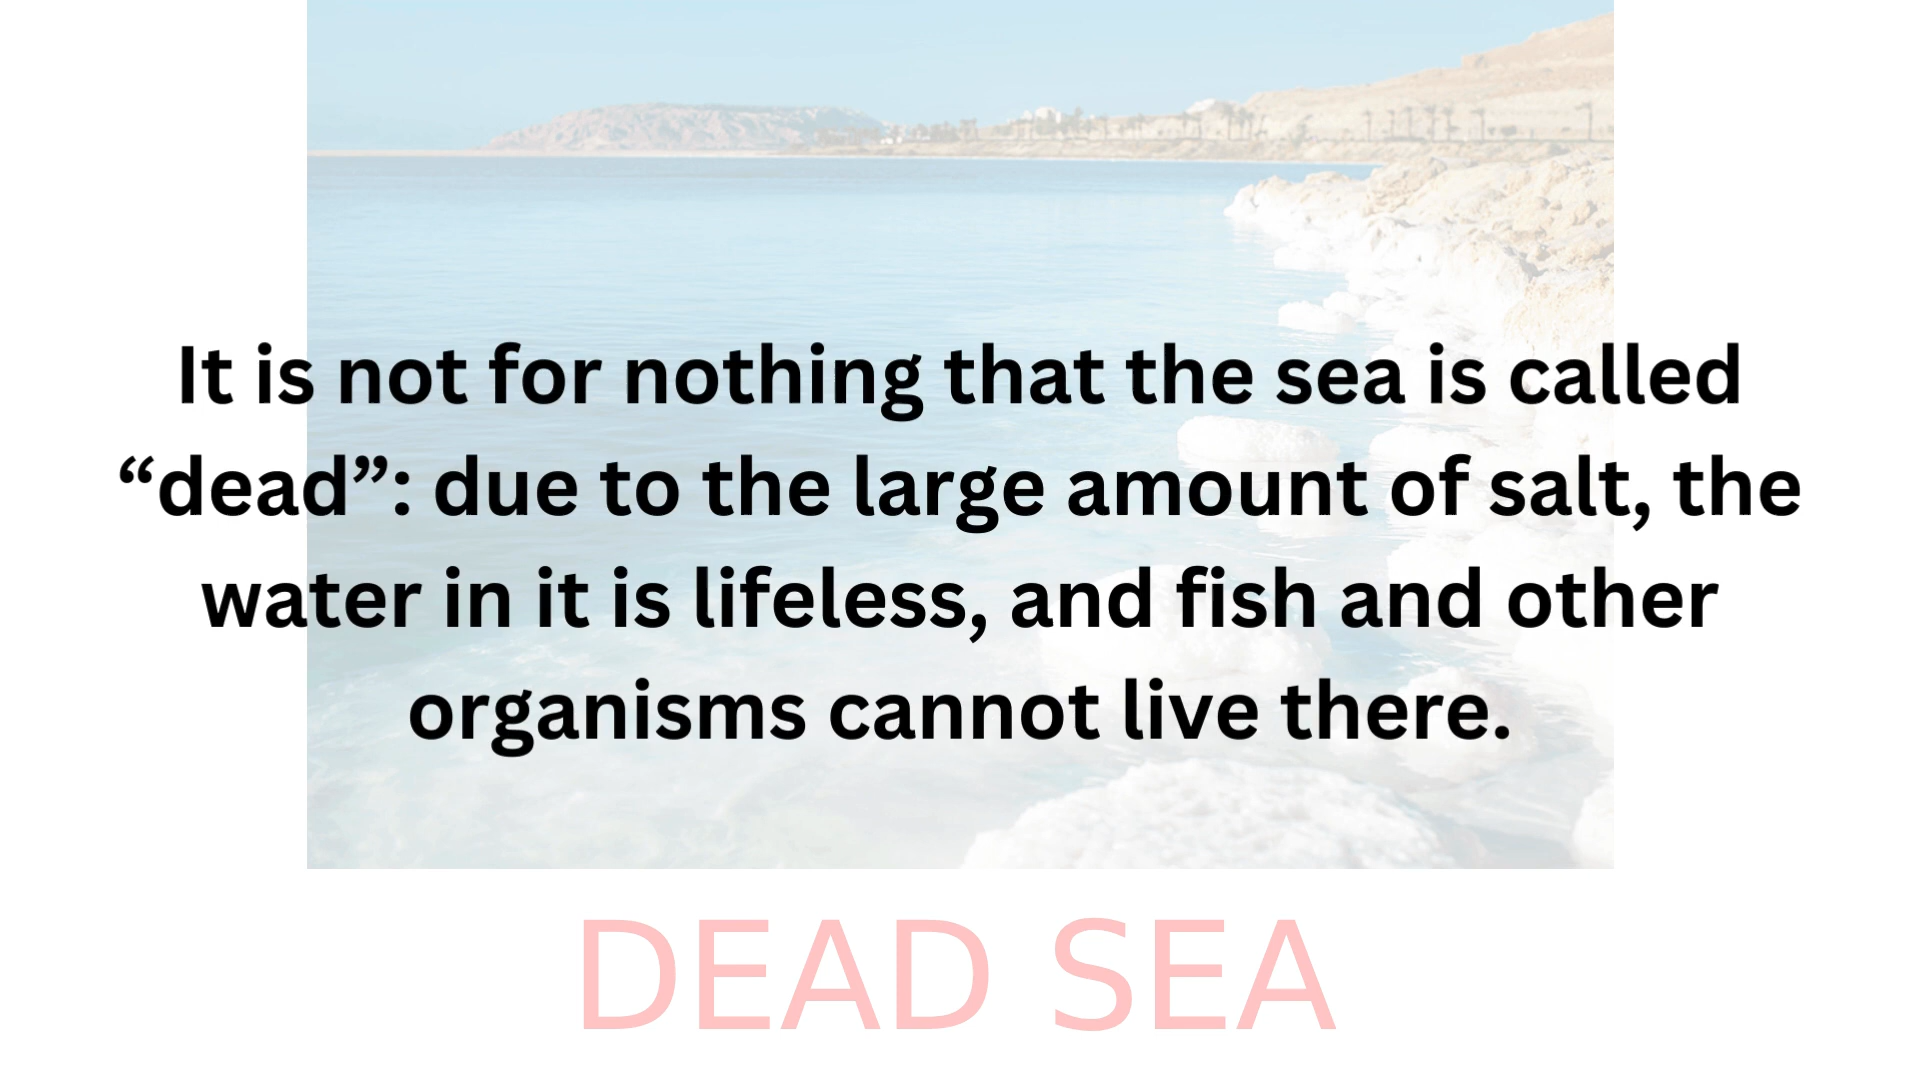 It is not for nothing that the sea is called
“dead”: due to the large amount of salt, the
water in it is lifeless, and fish and other
organisms cannot live there.
DEAD SEA